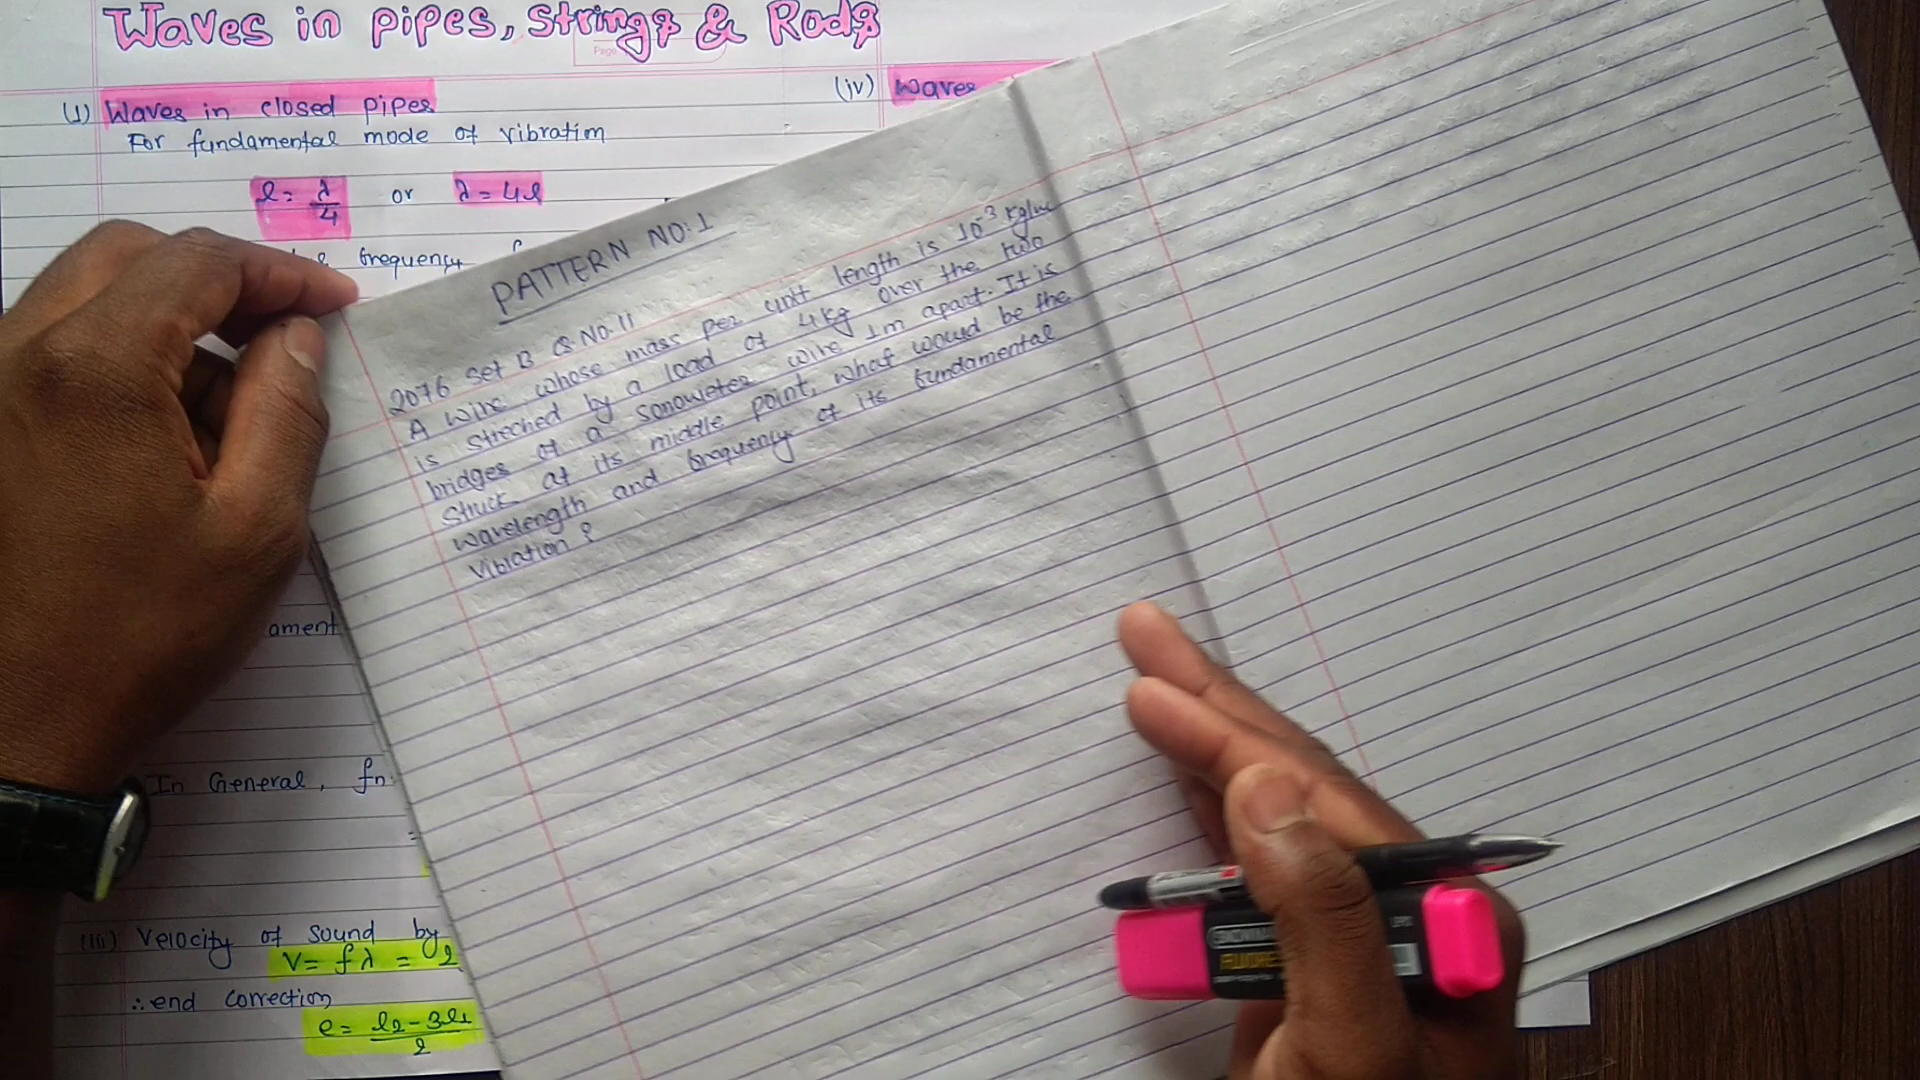 Waves in pipes, Strings & Rods
Page
(I) Waves in closed pipes
For fundamental mode of vibration
l = λ/4 or λ = 4l
frequency
(iv) Waves
PATTERN NO: 1
2076 Set B Q.NO. 11
A wire whose mass per unit length is 10⁻³ kg/m
is streched by a load of 4kg over the two
bridges of a sonometer wire 1m apart. It is
struck at its middle point, what would be the
wavelength and frequency of its fundamental
vibration ?
ament
In General, fn
(iii) Velocity of sound by
V = fλ = 2
∴ end correction
e = l₂ - 3l₁ / 2